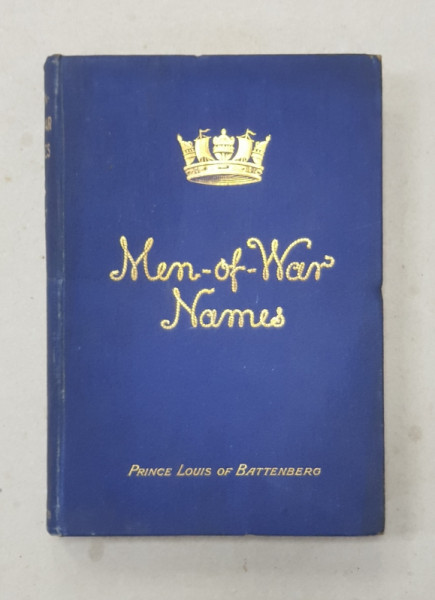 Men-of-War
Names
PRINCE LOUIS OF BATTENBERG